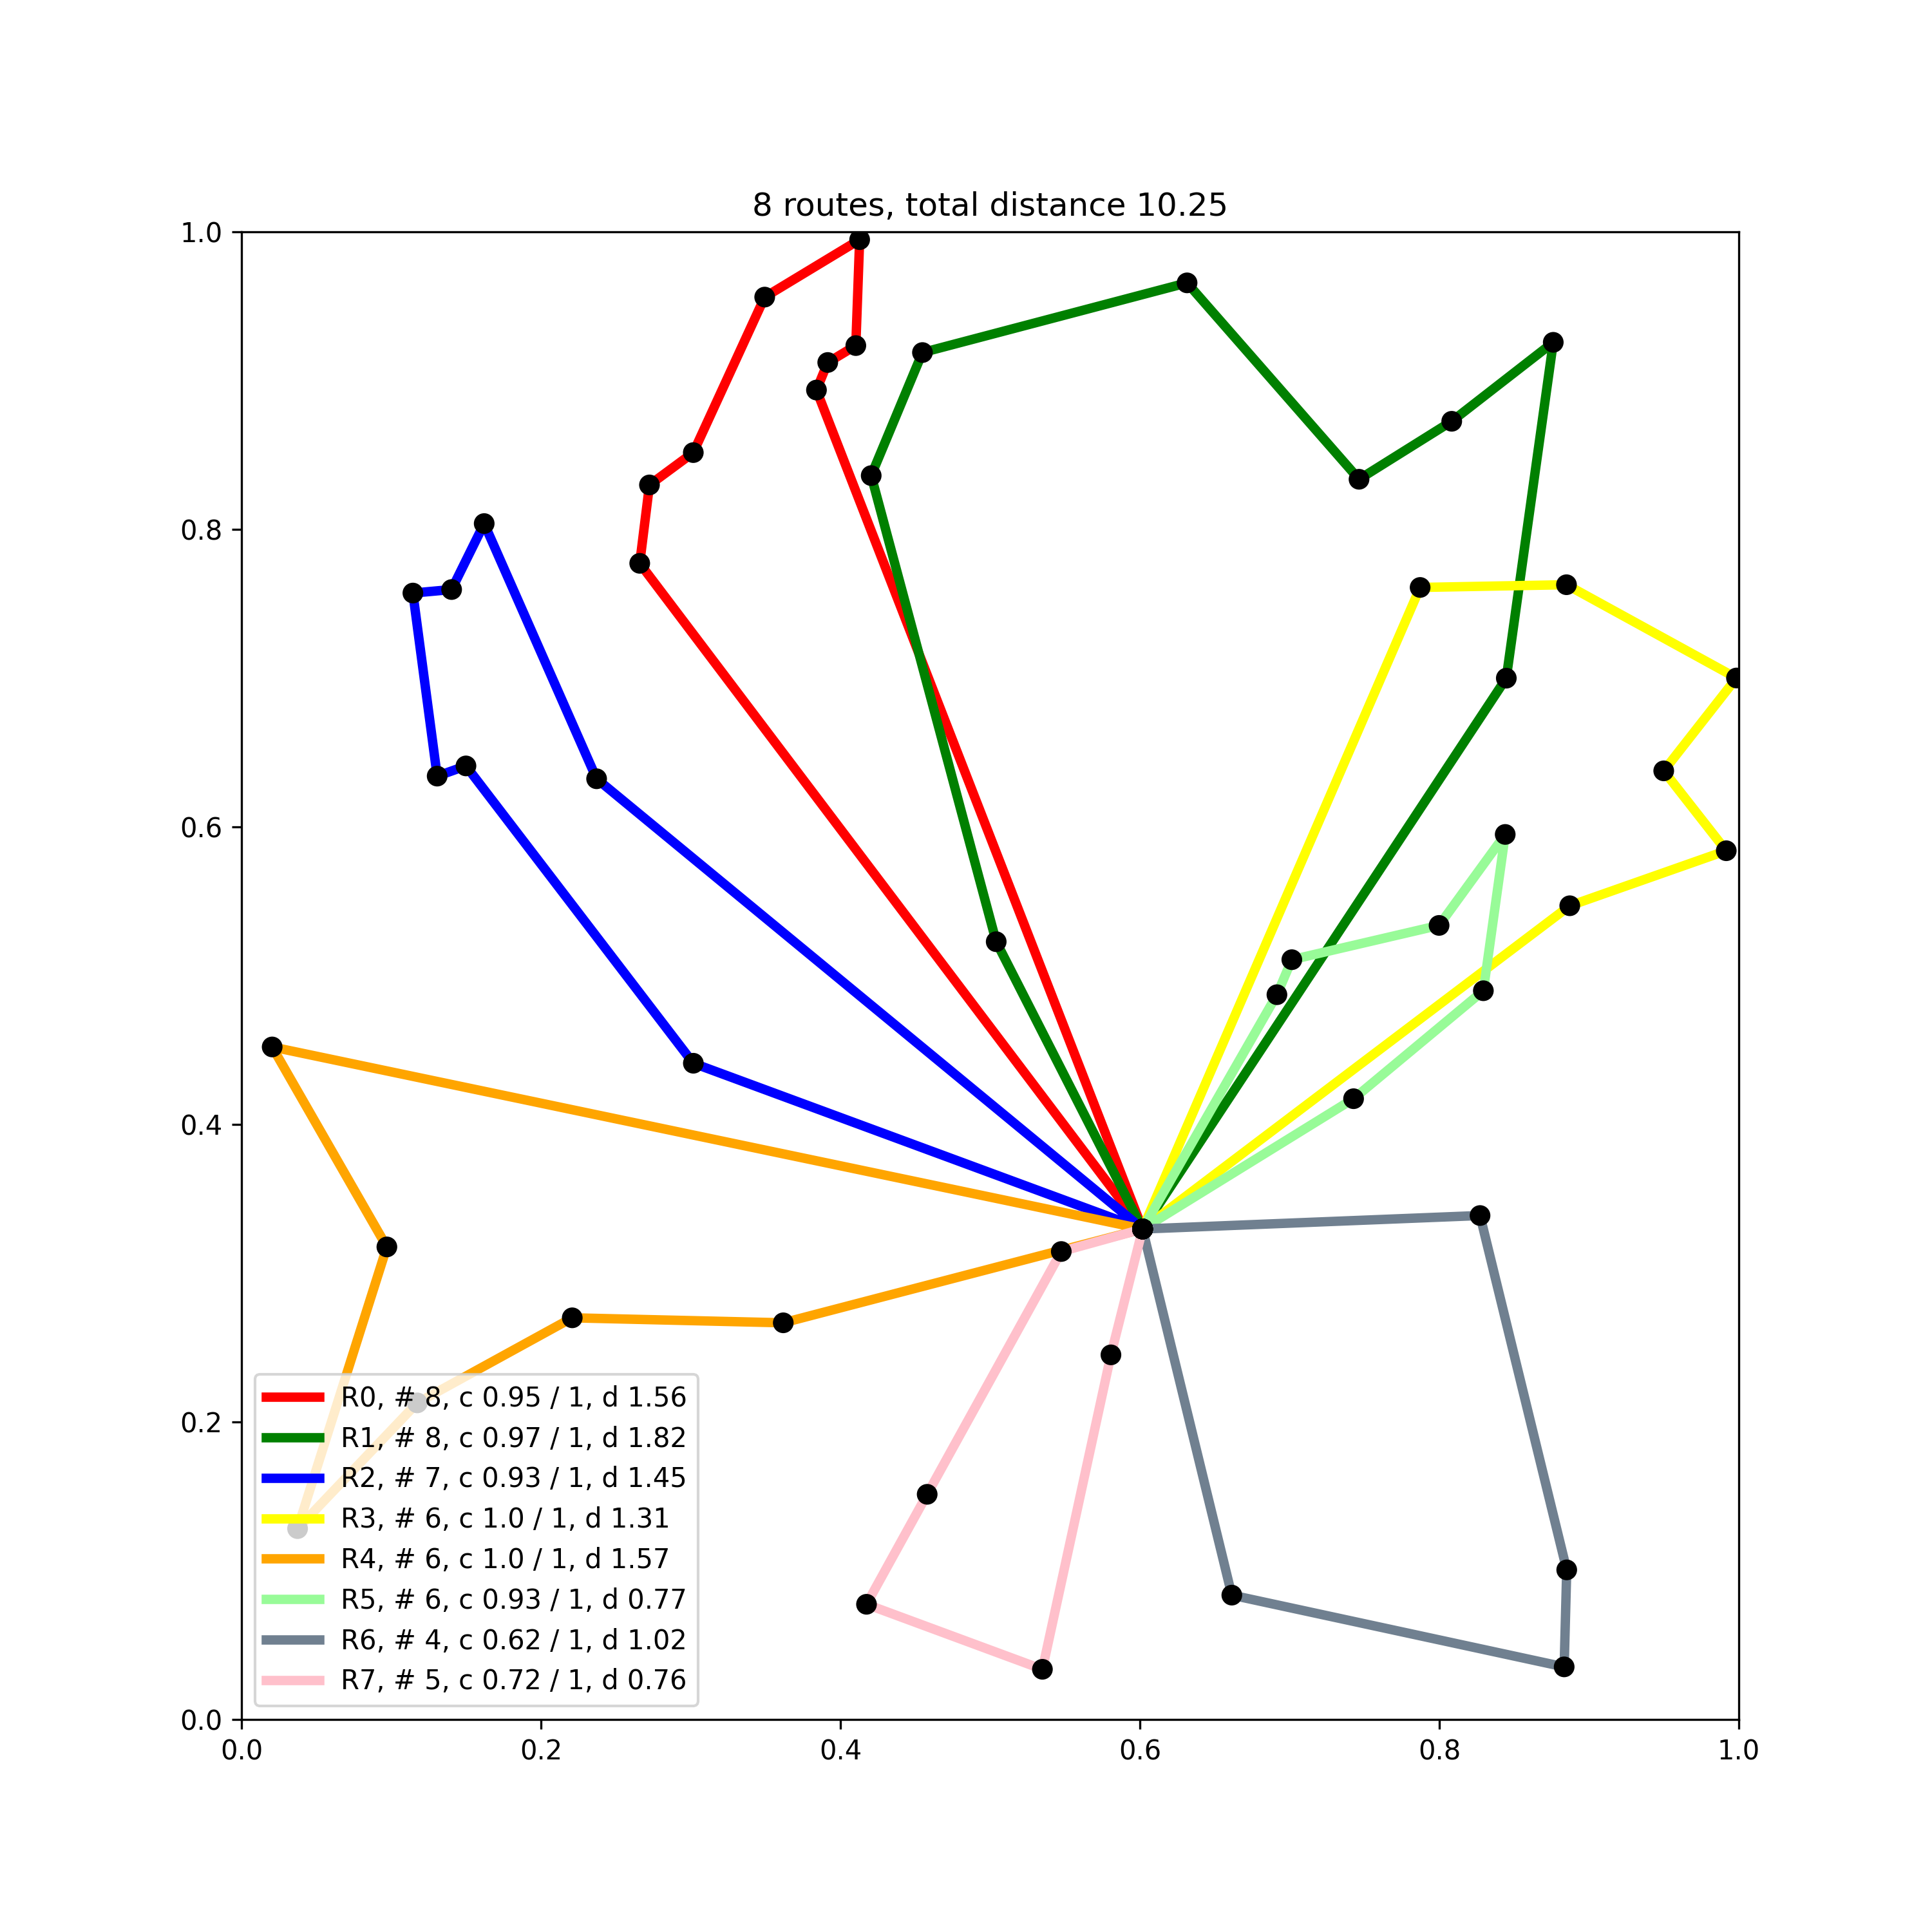 8 routes, total distance 10.25
1.0
0.8
0.6
0.4
0.2
0.0
R0, # 8, c 0.95 / 1, d 1.56
R1, # 8, c 0.97 / 1, d 1.82
R2, # 7, c 0.93 / 1, d 1.45
R3, # 6, c 1.0 / 1, d 1.31
R4, # 6, c 1.0 / 1, d 1.57
R5, # 6, c 0.93 / 1, d 0.77
R6, # 4, c 0.62 / 1, d 1.02
R7, # 5, c 0.72 / 1, d 0.76
0.0 0.2 0.4 0.6 0.8 1.0